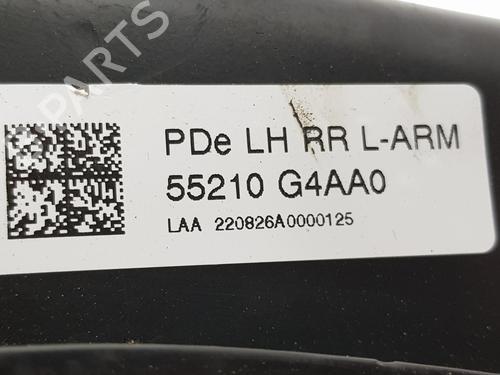 PARTS
PDe LH RR L-ARM
55210 G4AA0
LAA 220826A0000125